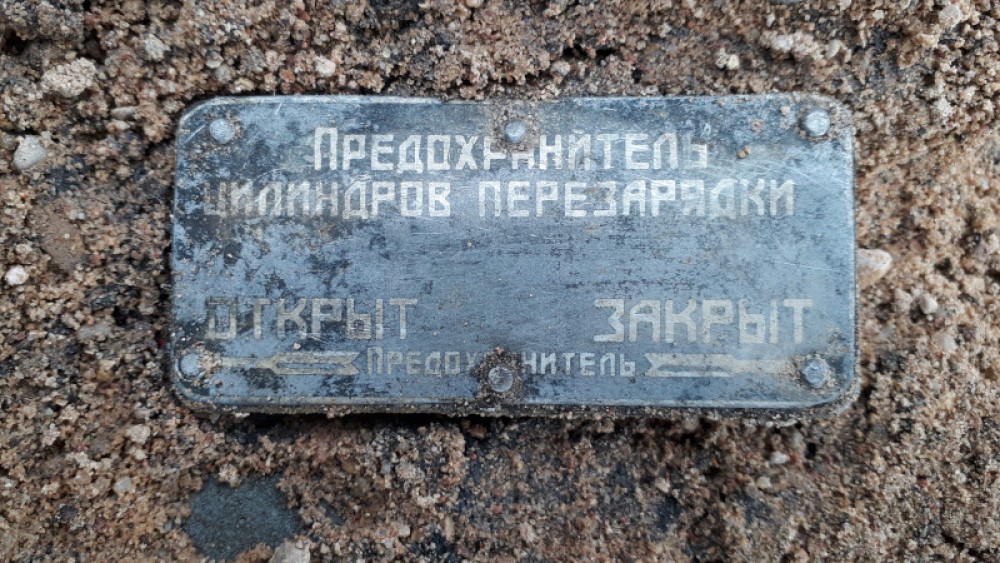 ПРЕДОХРАНИТЕЛЬ
ЦИЛИНДРОВ ПЕРЕЗАРЯДКИ
ОТКРЫТ ЗАКРЫТ
ПРЕДОХРАНИТЕЛЬ